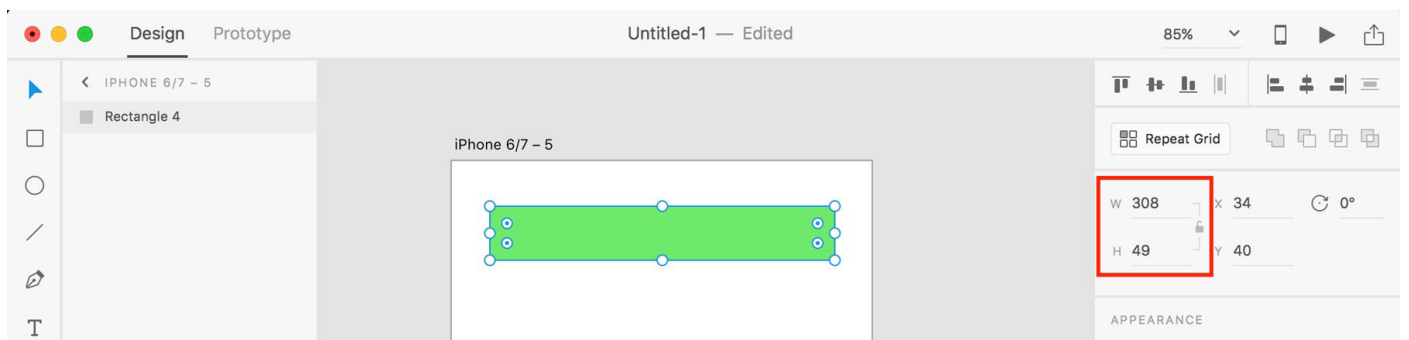 Design Prototype Untitled-1 — Edited 85%
IPHONE 6/7 – 5
Rectangle 4
iPhone 6/7 – 5
T
Repeat Grid
W 308 X 34 0°
H 49 Y 40
APPEARANCE